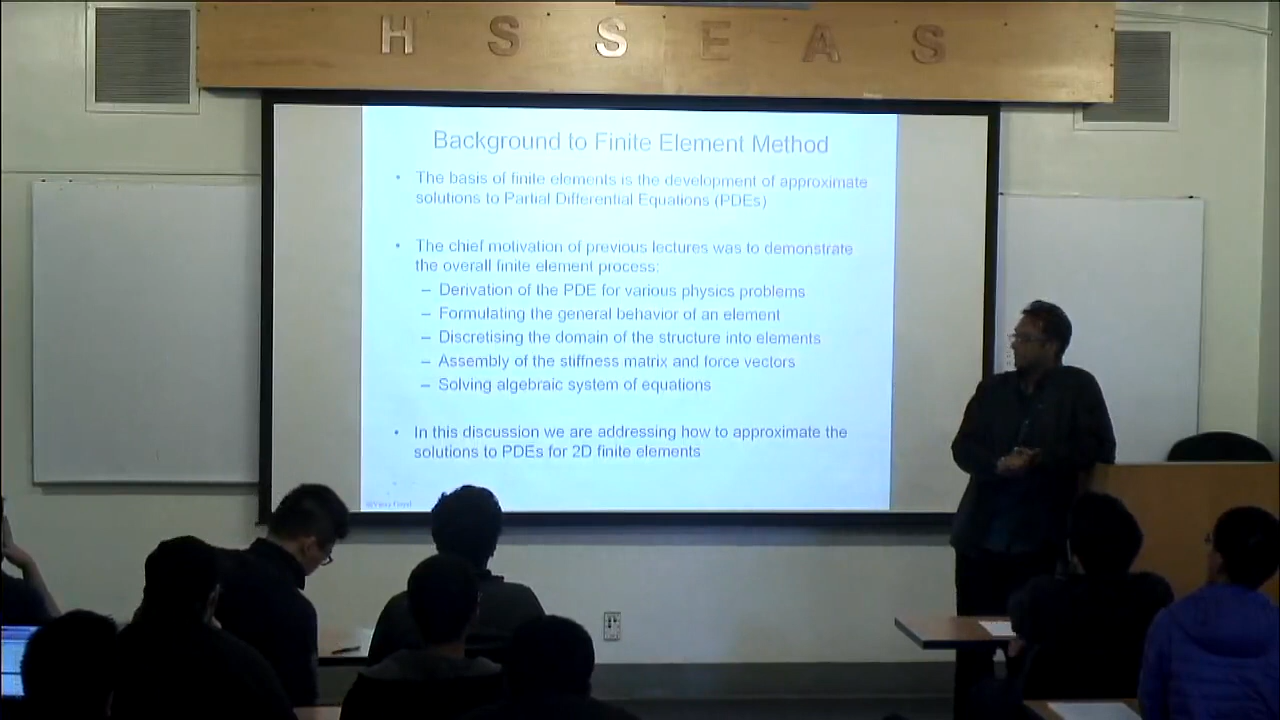 HSSEAS
Background to Finite Element Method
• The basis of finite elements is the development of approximate
solutions to Partial Differential Equations (PDEs)
• The chief motivation of previous lectures was to demonstrate
the overall finite element process:
– Derivation of the PDE for various physics problems
– Formulating the general behavior of an element
– Discretising the domain of the structure into elements
– Assembly of the stiffness matrix and force vectors
– Solving algebraic system of equations
• In this discussion we are addressing how to approximate the
solutions to PDEs for 2D finite elements